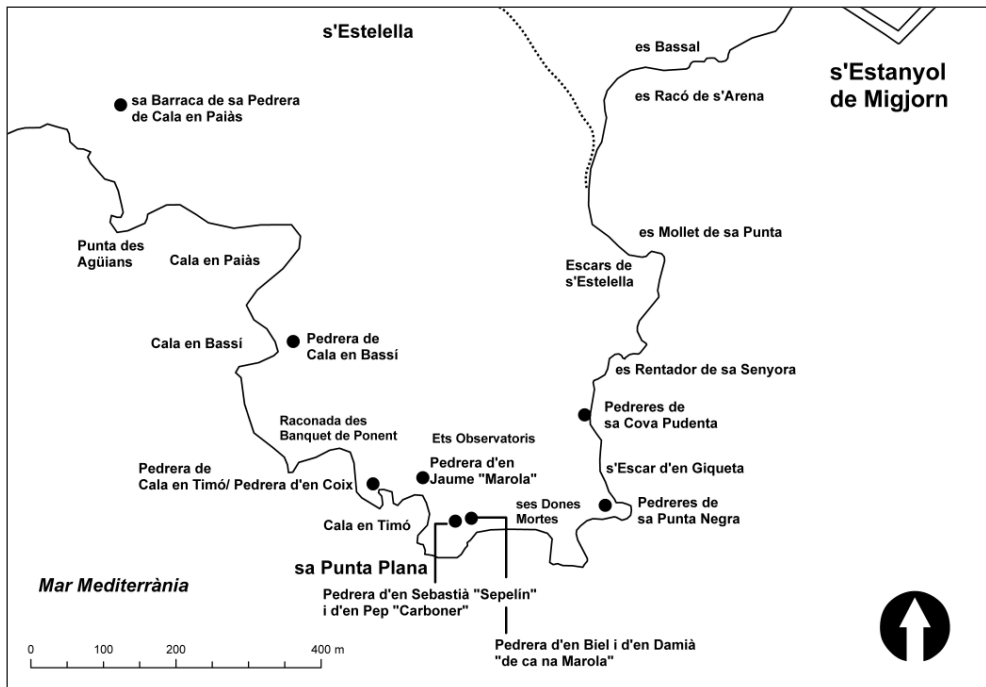 s'Estelella
es Bassal
s'Estanyol
de Migjorn
es Racó de s'Arena
sa Barraca de sa Pedrera
de Cala en Paiàs
es Mollet de sa Punta
Punta des
Agüians
Cala en Paiàs
Escars de
s'Estelella
Cala en Bassí
Pedrera de
Cala en Bassí
es Rentador de sa Senyora
Pedreres de
sa Cova Pudenta
Raconada des
Banquet de Ponent
Ets Observatoris
Pedrera d'en
Jaume "Marola"
s'Escar d'en Giqueta
Pedrera de
Cala en Timó/ Pedrera d'en Coix
ses Dones
Mortes
Pedreres de
sa Punta Negra
Cala en Timó
sa Punta Plana
Mar Mediterrània
Pedrera d'en Sebastià "Sepelín"
i d'en Pep "Carboner"
Pedrera d'en Biel i d'en Damià
"de ca na Marola"
0 100 200 400 m